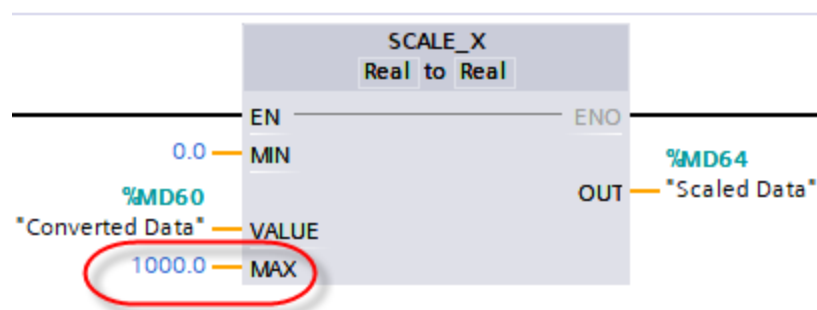 SCALE_X
Real to Real
EN
ENO
0.0
MIN
%MD64
%MD60
OUT
"Scaled Data"
"Converted Data"
VALUE
1000.0
MAX